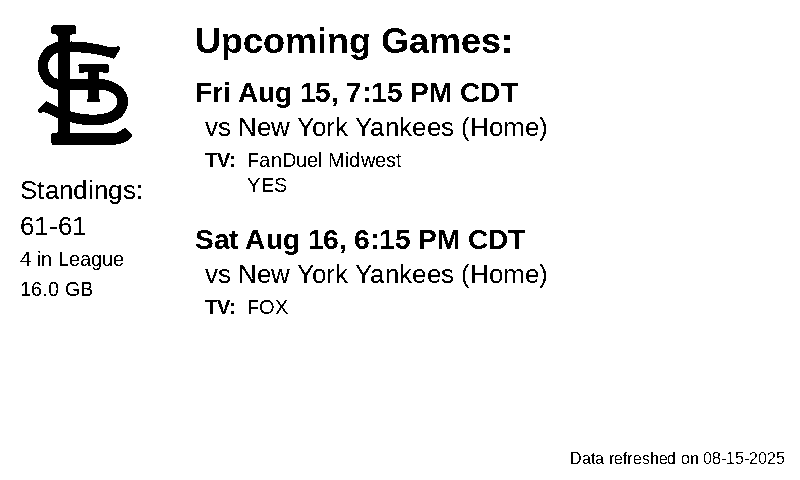 STL
Standings:
61-61
4 in League
16.0 GB
Upcoming Games:
Fri Aug 15, 7:15 PM CDT
vs New York Yankees (Home)
TV: FanDuel Midwest
YES
Sat Aug 16, 6:15 PM CDT
vs New York Yankees (Home)
TV: FOX
Data refreshed on 08-15-2025